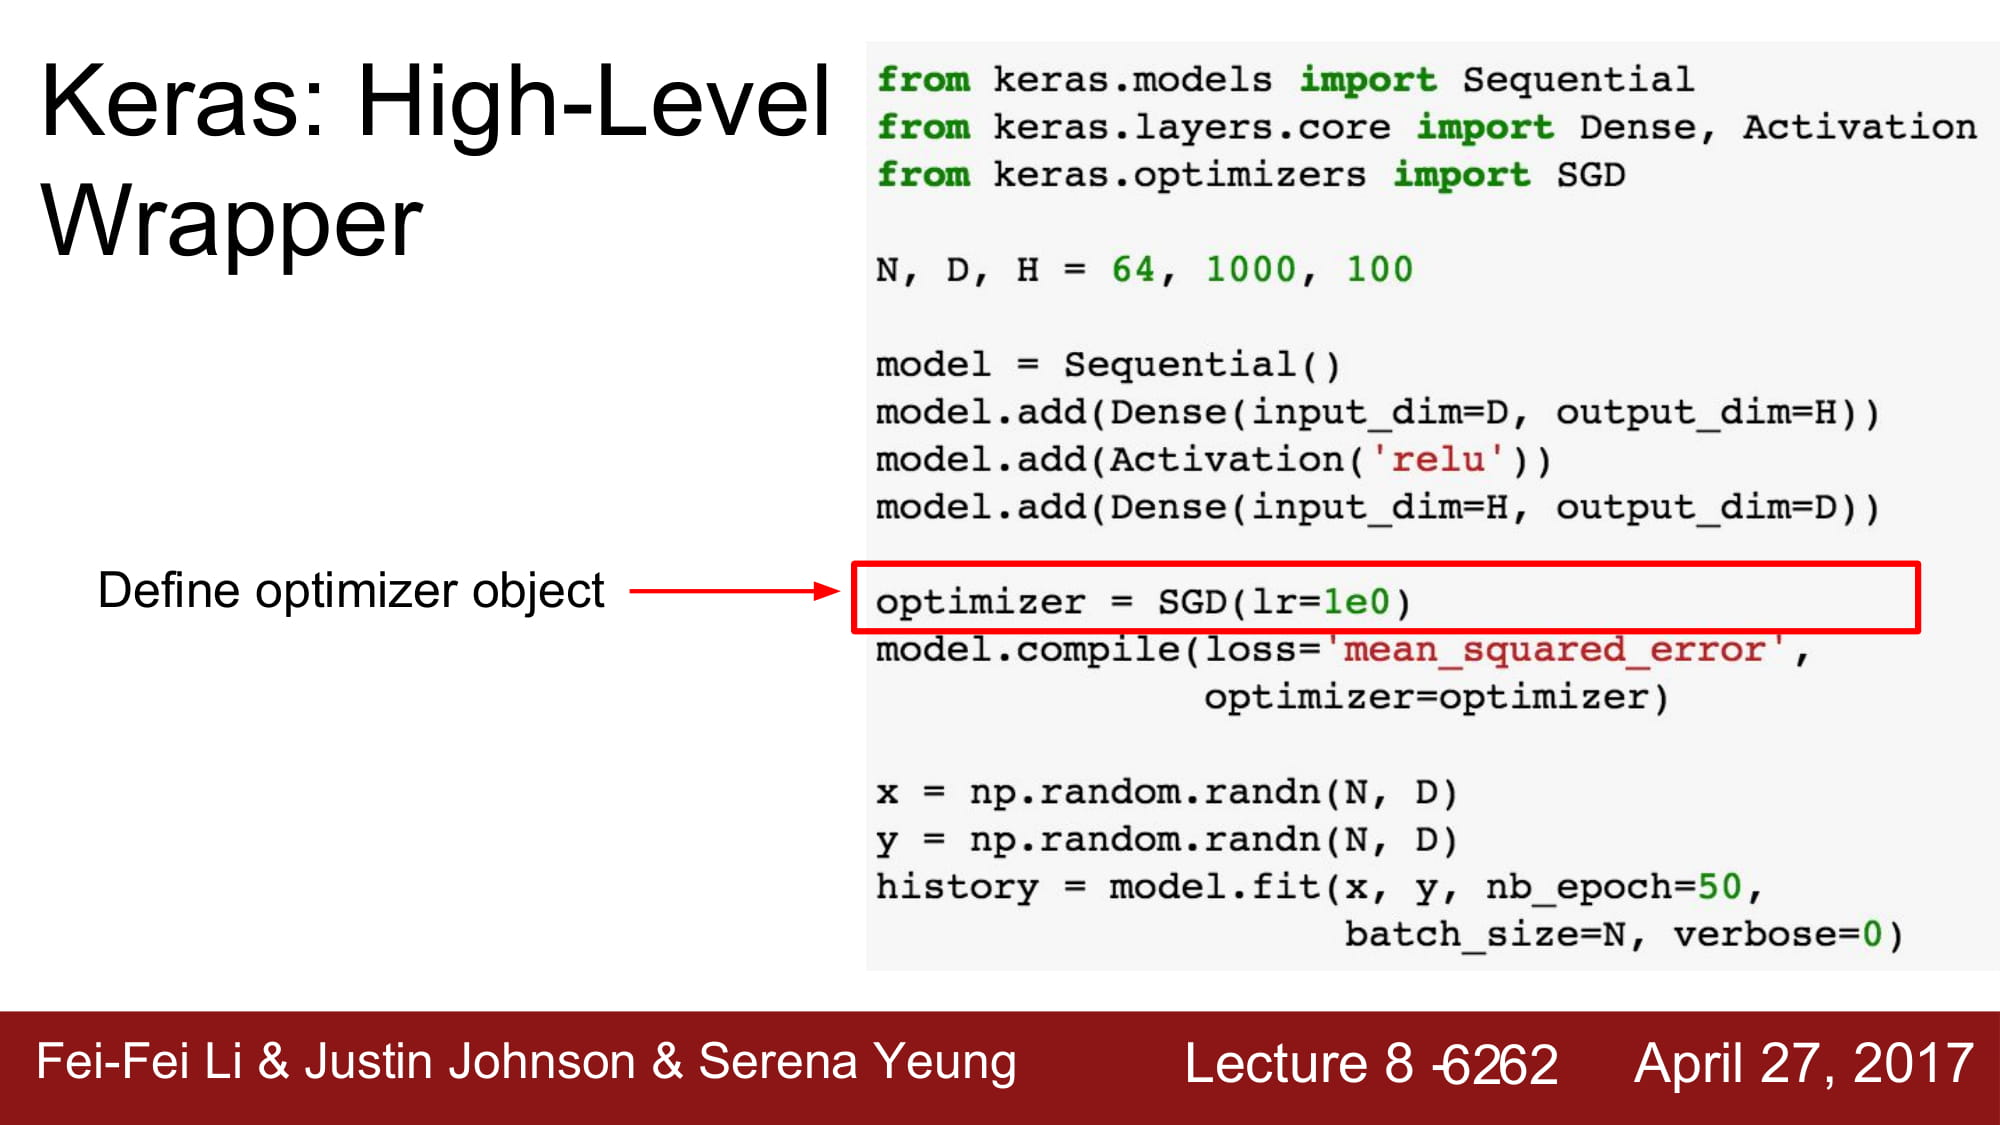 Keras: High-Level
Wrapper
from keras.models import Sequential
from keras.layers.core import Dense, Activation
from keras.optimizers import SGD
N, D, H = 64, 1000, 100
model = Sequential()
model.add(Dense(input_dim=D, output_dim=H))
model.add(Activation('relu'))
model.add(Dense(input_dim=H, output_dim=D))
Define optimizer object
optimizer = SGD(lr=1e0)
model.compile(loss='mean_squared_error',
optimizer=optimizer)
x = np.random.randn(N, D)
y = np.random.randn(N, D)
history = model.fit(x, y, nb_epoch=50,
batch_size=N, verbose=0)
Fei-Fei Li & Justin Johnson & Serena Yeung
Lecture 8 -6262
April 27, 2017